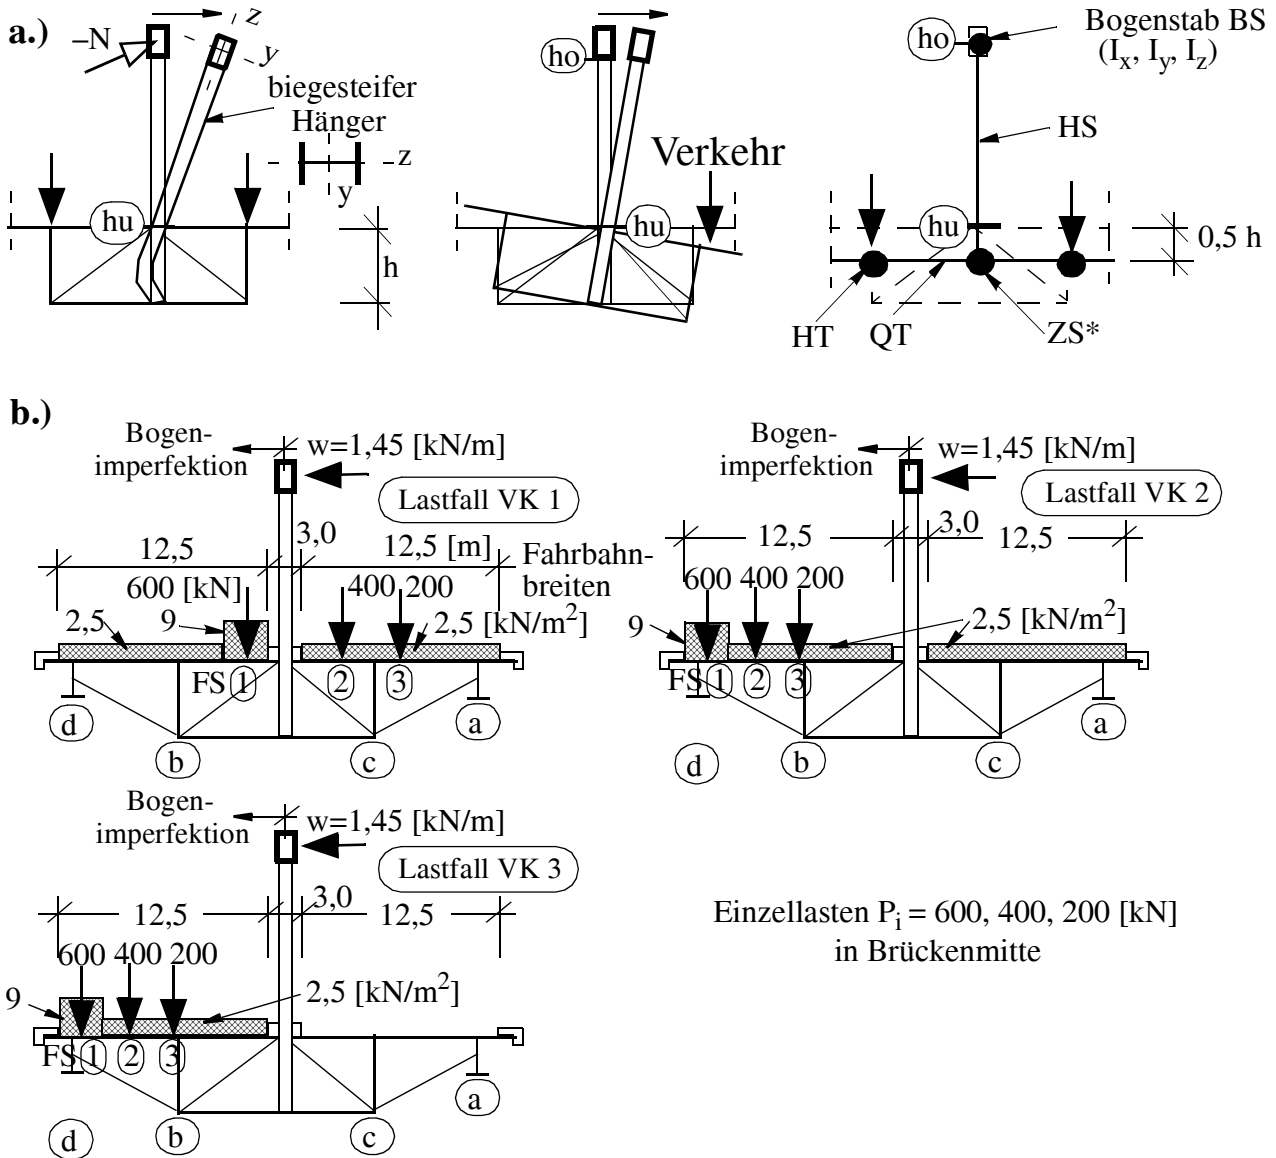 a.)
–N
z
y
biegesteifer
Hänger
z
y
hu
h
ho
Verkehr
hu
ho
Bogenstab BS
(Ix, Iy, Iz)
HS
hu
0,5 h
HT
QT
ZS*
b.)
Bogen-
imperfektion
w=1,45 [kN/m]
Lastfall VK 1
3,0
12,5
12,5 [m]
Fahrbahn-
breiten
600 [kN]
400 200
2,5
9
2,5 [kN/m2]
FS 1
2
3
d
a
b
c
Bogen-
imperfektion
w=1,45 [kN/m]
Lastfall VK 2
3,0
12,5
12,5
600 400 200
9
2,5 [kN/m2]
FS 1
2
3
a
d
b
c
Bogen-
imperfektion
w=1,45 [kN/m]
Lastfall VK 3
3,0
12,5
12,5
600 400 200
9
2,5 [kN/m2]
FS 1
2
3
a
d
b
c
Einzellasten Pi = 600, 400, 200 [kN]
in Brückenmitte